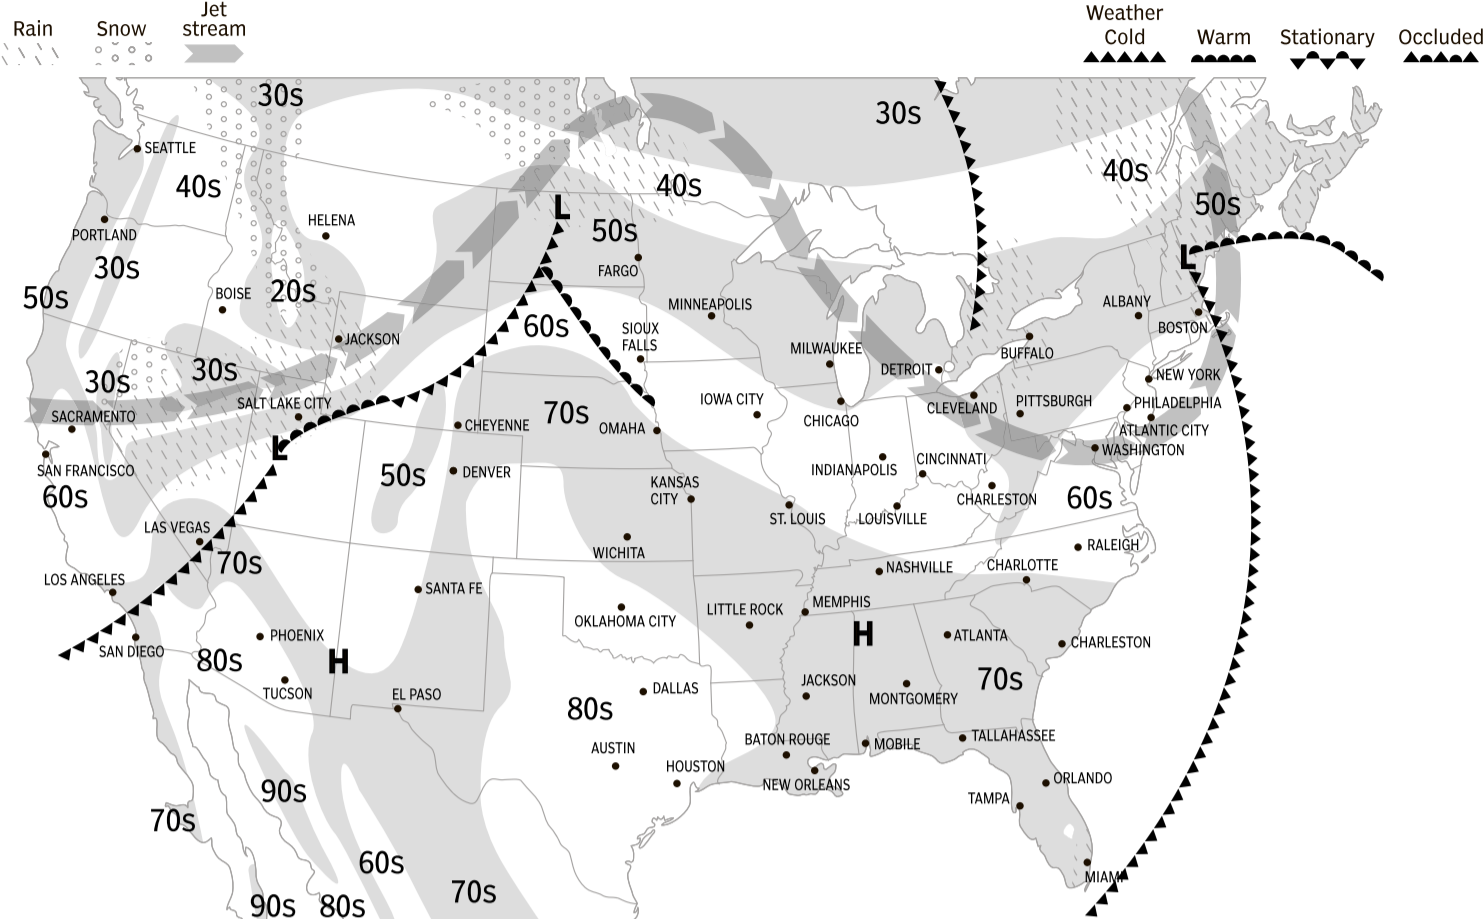 Rain
Snow
Jet
stream
Weather
Cold
Warm
Stationary
Occluded
30s
30s
SEATTLE
40s
40s
40s
HELENA
L
50s
50s
PORTLAND
30s
FARGO
L
50s
BOISE
20s
MINNEAPOLIS
ALBANY
60s
SIOUX
FALLS
BOSTON
JACKSON
MILWAUKEE
BUFFALO
30s
30s
DETROIT
NEW YORK
SACRAMENTO
SALT LAKE CITY
70s
IOWA CITY
CHICAGO
CLEVELAND
PITTSBURGH
PHILADELPHIA
CHEYENNE
OMAHA
ATLANTIC CITY
L
WASHINGTON
SAN FRANCISCO
50s
DENVER
INDIANAPOLIS
CINCINNATI
60s
KANSAS
CITY
CHARLESTON
60s
LAS VEGAS
ST. LOUIS
LOUISVILLE
WICHITA
RALEIGH
70s
NASHVILLE
CHARLOTTE
LOS ANGELES
SANTA FE
LITTLE ROCK
MEMPHIS
OKLAHOMA CITY
PHOENIX
H
ATLANTA
CHARLESTON
SAN DIEGO
80s
H
TUCSON
EL PASO
DALLAS
JACKSON
MONTGOMERY
70s
80s
AUSTIN
BATON ROUGE
MOBILE
TALLAHASSEE
HOUSTON
NEW ORLEANS
ORLANDO
90s
TAMPA
70s
60s
MIAMI
70s
90s
80s